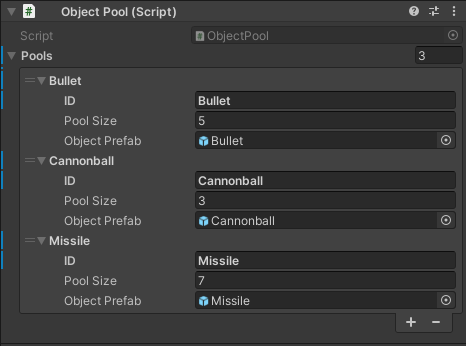 Object Pool (Script)
Script ObjectPool
Pools 3
Bullet
ID Bullet
Pool Size 5
Object Prefab Bullet
Cannonball
ID Cannonball
Pool Size 3
Object Prefab Cannonball
Missile
ID Missile
Pool Size 7
Object Prefab Missile